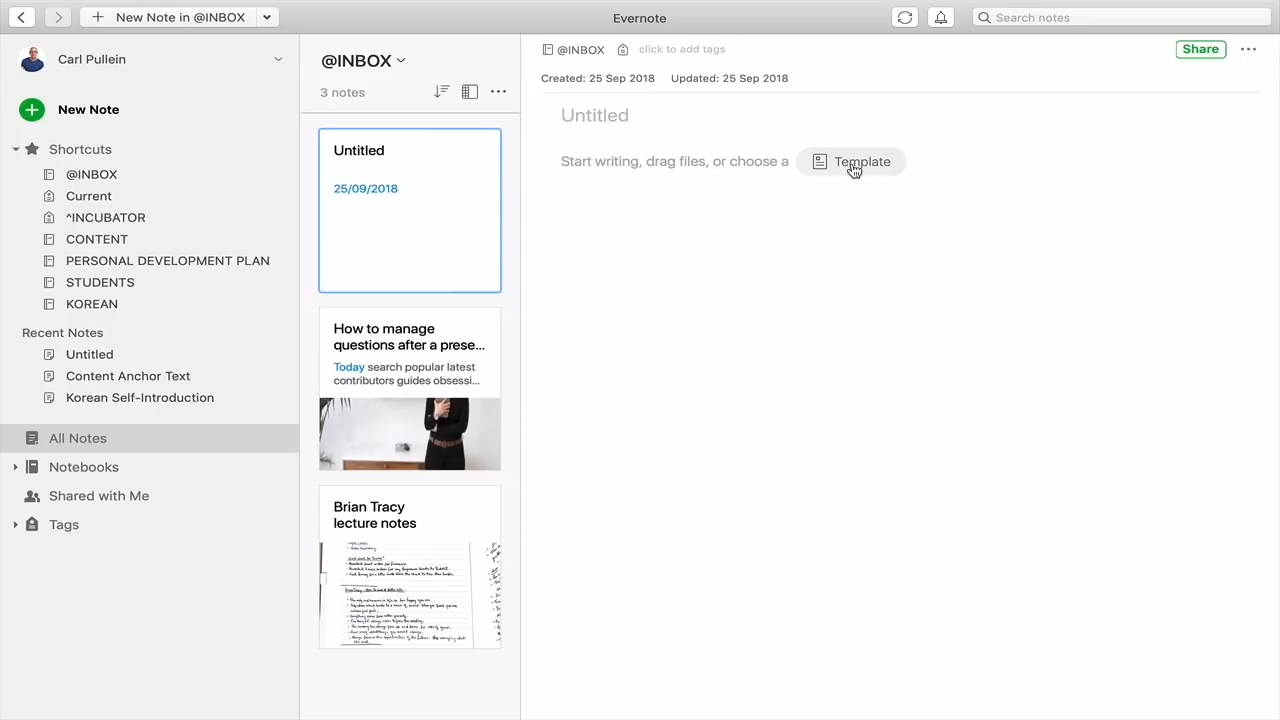 New Note in @INBOX
Evernote
Search notes
Carl Pullein
New Note
Shortcuts
@INBOX
Current
^INCUBATOR
CONTENT
PERSONAL DEVELOPMENT PLAN
STUDENTS
KOREAN
Recent Notes
Untitled
Content Anchor Text
Korean Self-Introduction
All Notes
Notebooks
Shared with Me
Tags
@INBOX
3 notes
Untitled
25/09/2018
How to manage
questions after a prese...
Today search popular latest
contributors guides obsessi...
Brian Tracy
lecture notes
@INBOX click to add tags
Share
Created: 25 Sep 2018 Updated: 25 Sep 2018
Untitled
Start writing, drag files, or choose a Template